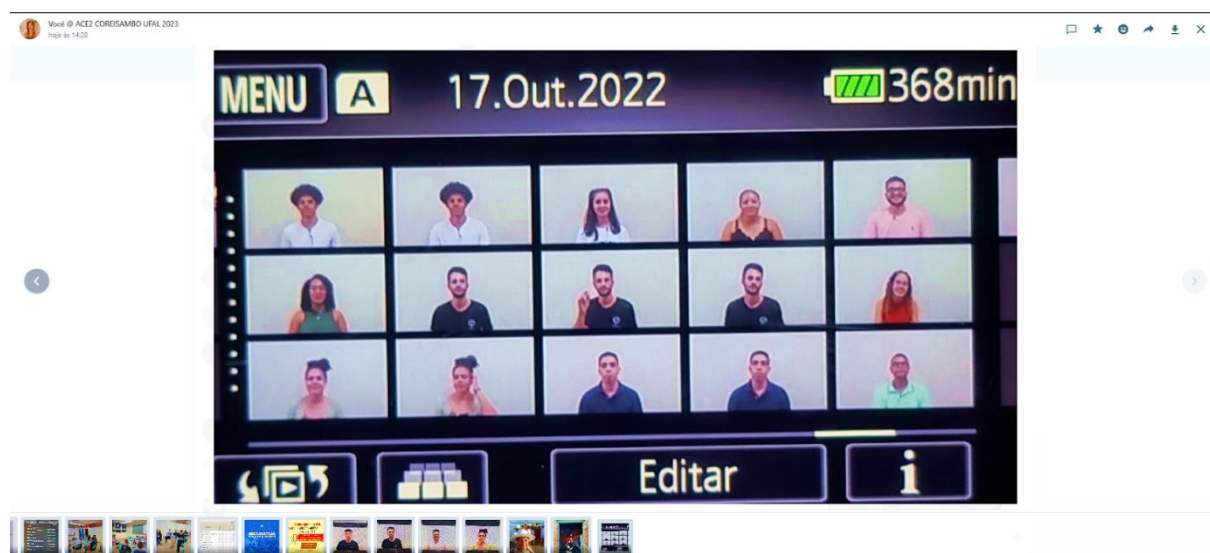 Você @ ACE2 COREISAMBO UFAL 2023
hoje às 14:28
MENU A 17.Out.2022 368min
Editar i